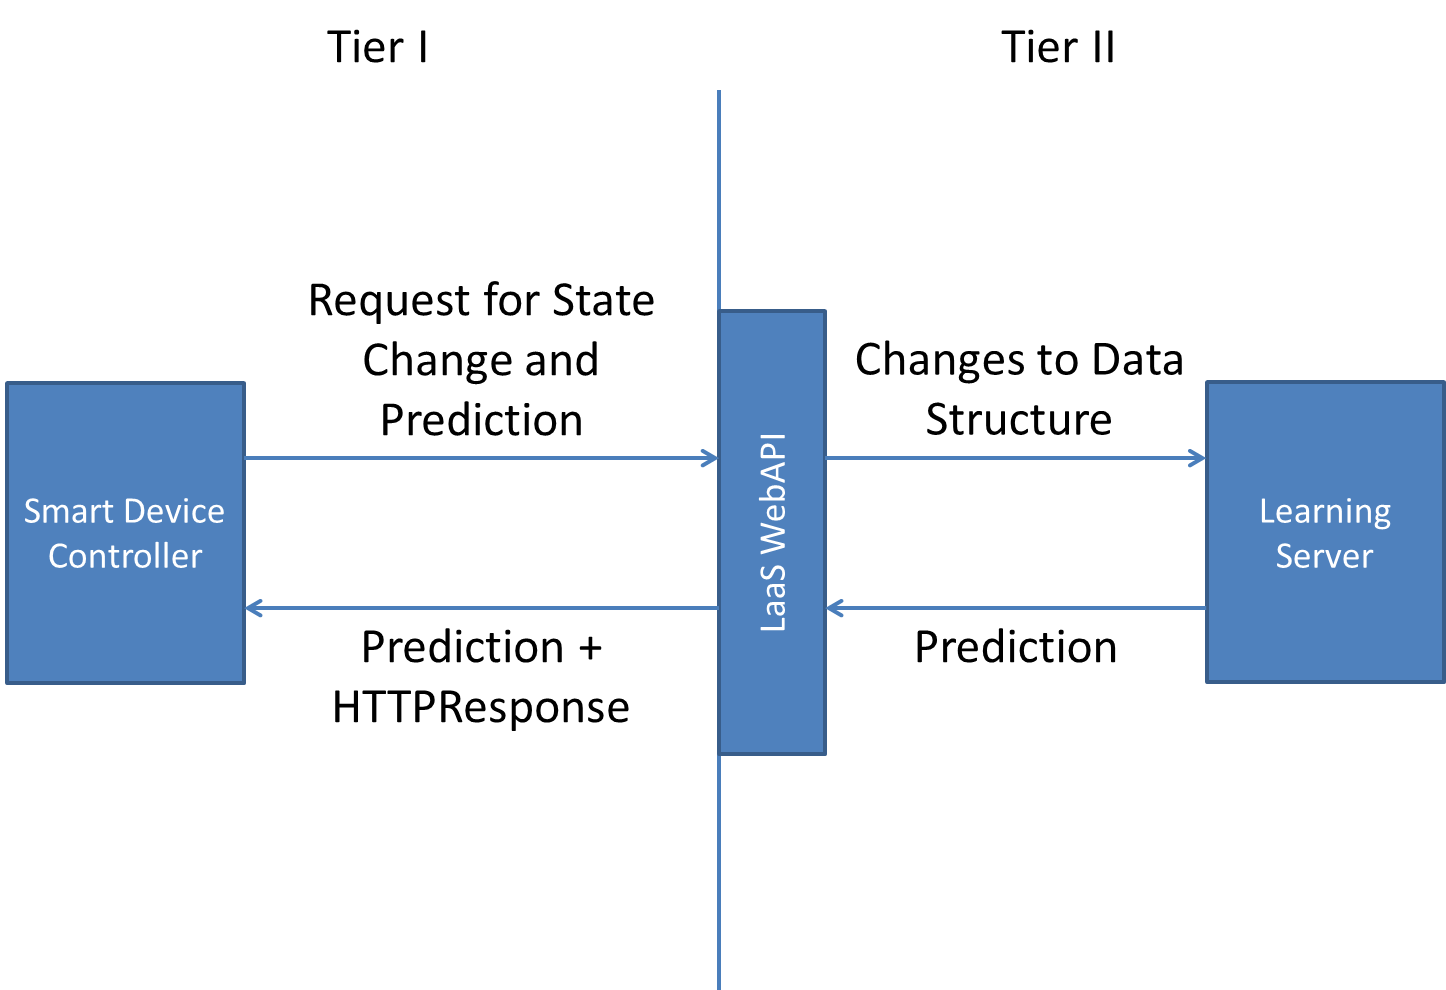 Tier I
Tier II
Request for State
Change and
Prediction
Changes to Data
Structure
Smart Device
Controller
LaaS WebAPI
Learning
Server
Prediction +
HTTPResponse
Prediction